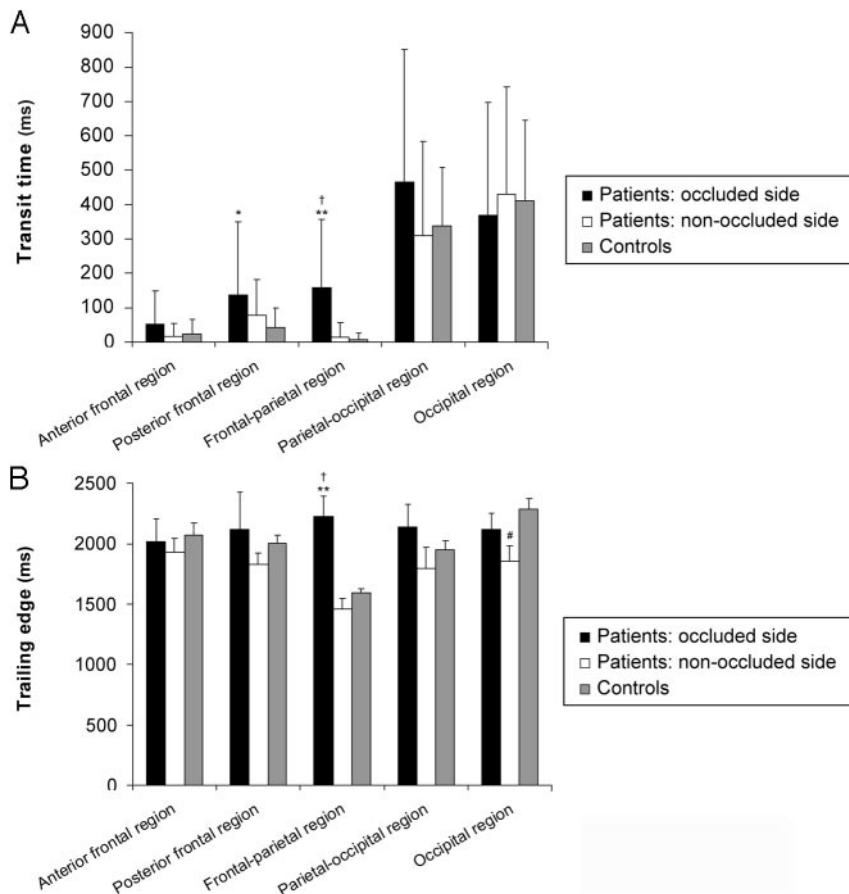 A
900
800
700
600
500
400
300
200
100
0
Transit time (ms)
*
†
**
Anterior frontal region
Posterior frontal region
Frontal-parietal region
Parietal-occipital region
Occipital region
Patients: occluded side
Patients: non-occluded side
Controls
B
2500
2000
1500
1000
500
0
Trailing edge (ms)
†
**
#
Anterior frontal region
Posterior frontal region
Frontal-parietal region
Parietal-occipital region
Occipital region
Patients: occluded side
Patients: non-occluded side
Controls